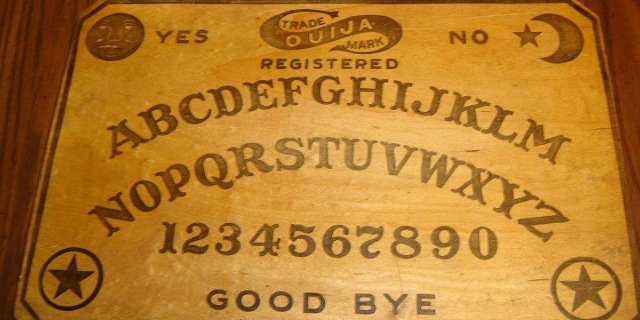 YES TRADE OUIJA MARK NO
REGISTERED
ABCDEFGHIJKLM
NOPQRSTUVWXYZ
1234567890
GOOD BYE